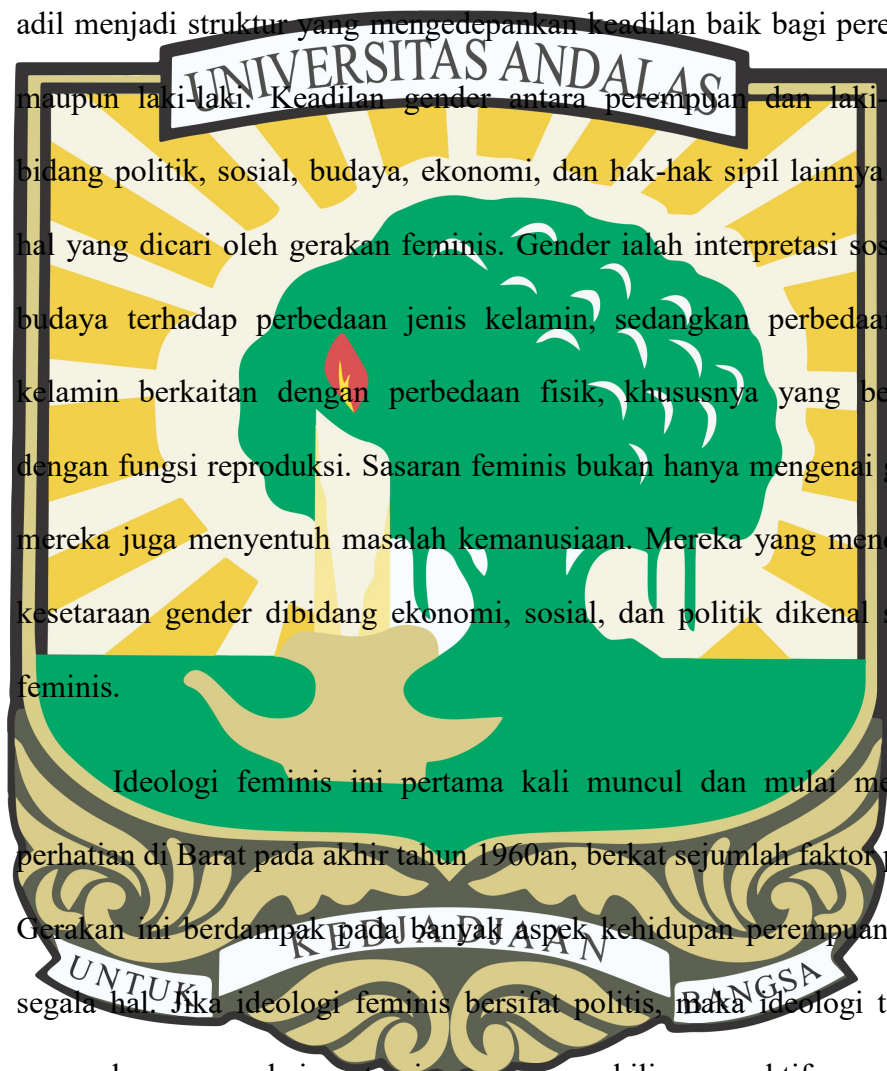 adil menjadi struktur yang mengedepankan keadilan baik bagi pere
UNIVERSITAS ANDALAS
maupun laki-laki. Keadilan gender antara perempuan dan laki-
bidang politik, sosial, budaya, ekonomi, dan hak-hak sipil lainnya
hal yang dicari oleh gerakan feminis. Gender ialah interpretasi sos
budaya terhadap perbedaan jenis kelamin, sedangkan perbedaan
kelamin berkaitan dengan perbedaan fisik, khususnya yang be
dengan fungsi reproduksi. Sasaran feminis bukan hanya mengenai
mereka juga menyentuh masalah kemanusiaan. Mereka yang men
kesetaraan gender dibidang ekonomi, sosial, dan politik dikenal s
feminis.
Ideologi feminis ini pertama kali muncul dan mulai me
perhatian di Barat pada akhir tahun 1960an, berkat sejumlah faktor p
Gerakan ini berdampak pada banyak aspek kehidupan perempuan
KEDJADJAAN
UNTUK
BANGSA
segala hal. Jika ideologi feminis bersifat politis, maka ideologi t